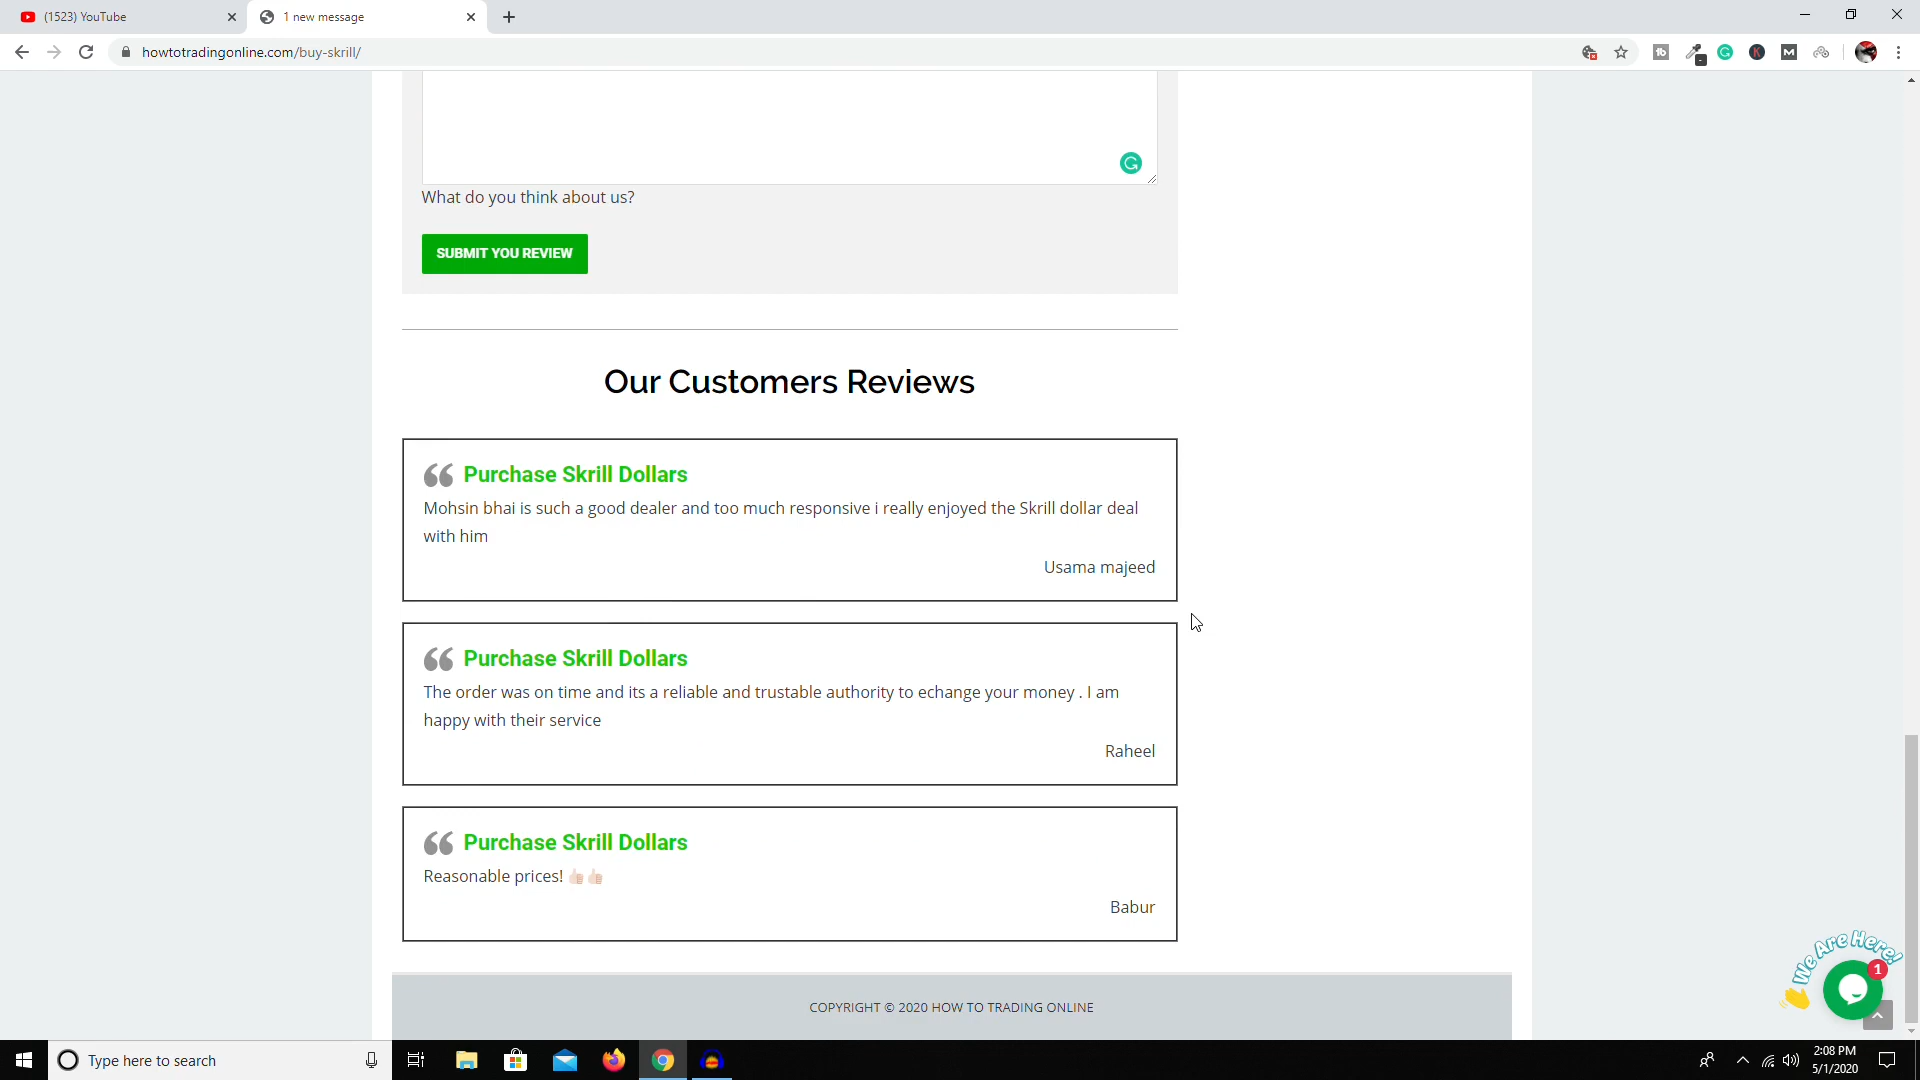 (1523) YouTube
1 new message
howtotradingonline.com/buy-skrill/
What do you think about us?
SUBMIT YOU REVIEW
Our Customers Reviews
Purchase Skrill Dollars
Mohsin bhai is such a good dealer and too much responsive i really enjoyed the Skrill dollar deal
with him
Usama majeed
Purchase Skrill Dollars
The order was on time and its a reliable and trustable authority to echange your money . I am
happy with their service
Raheel
Purchase Skrill Dollars
Reasonable prices! 👍🏻👍🏻
Babur
We Are Here!
1
COPYRIGHT © 2020 HOW TO TRADING ONLINE
Type here to search
2:08 PM
5/1/2020